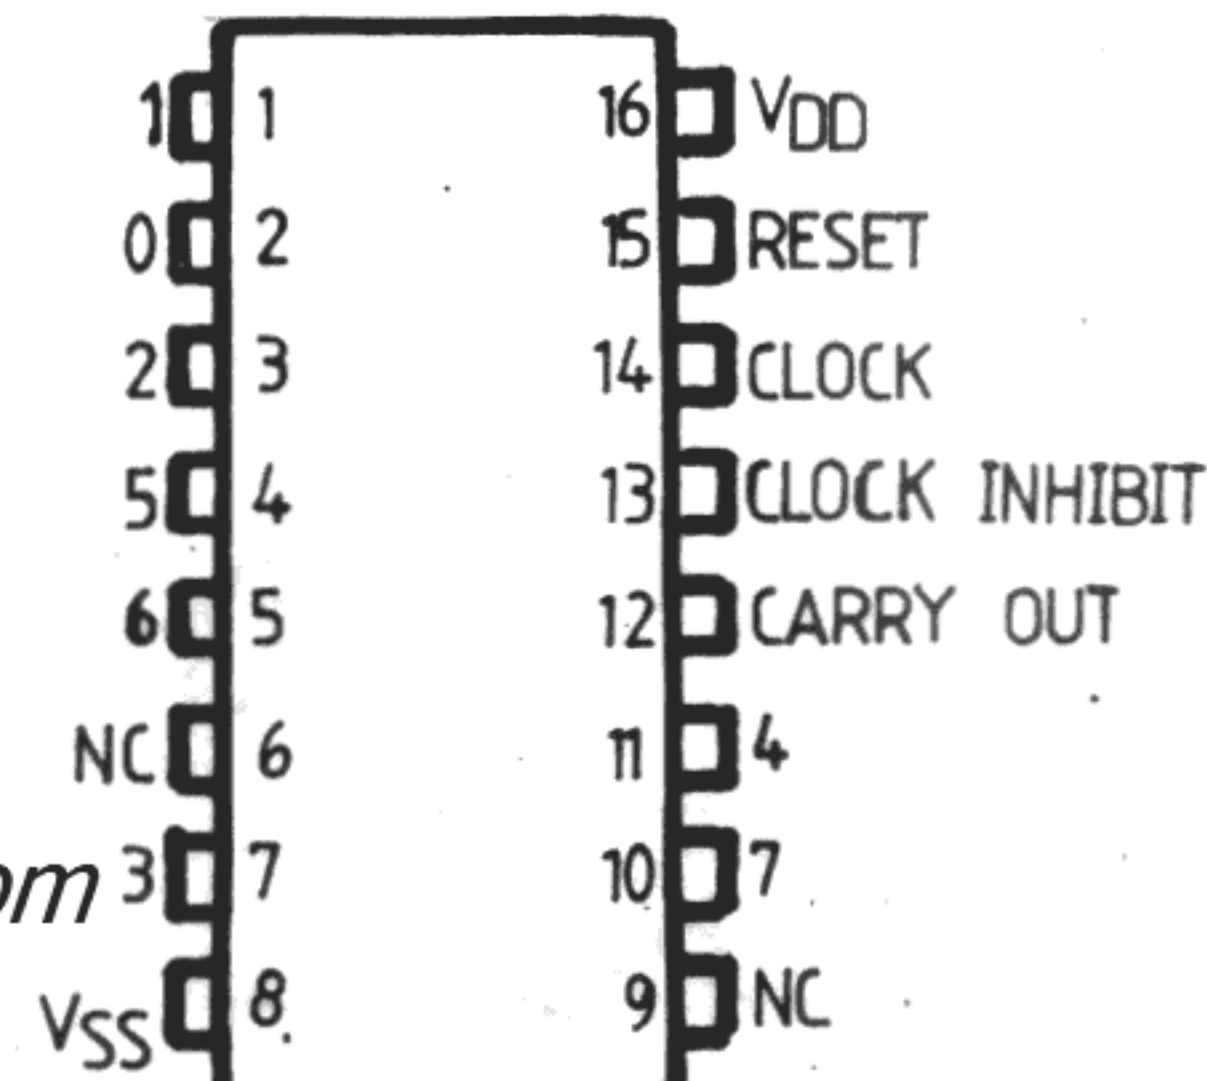 1 1 16 VDD
0 2 15 RESET
2 3 14 CLOCK
5 4 13 CLOCK INHIBIT
6 5 12 CARRY OUT
NC 6 11 4
3 7 10 7
VSS 8 9 NC